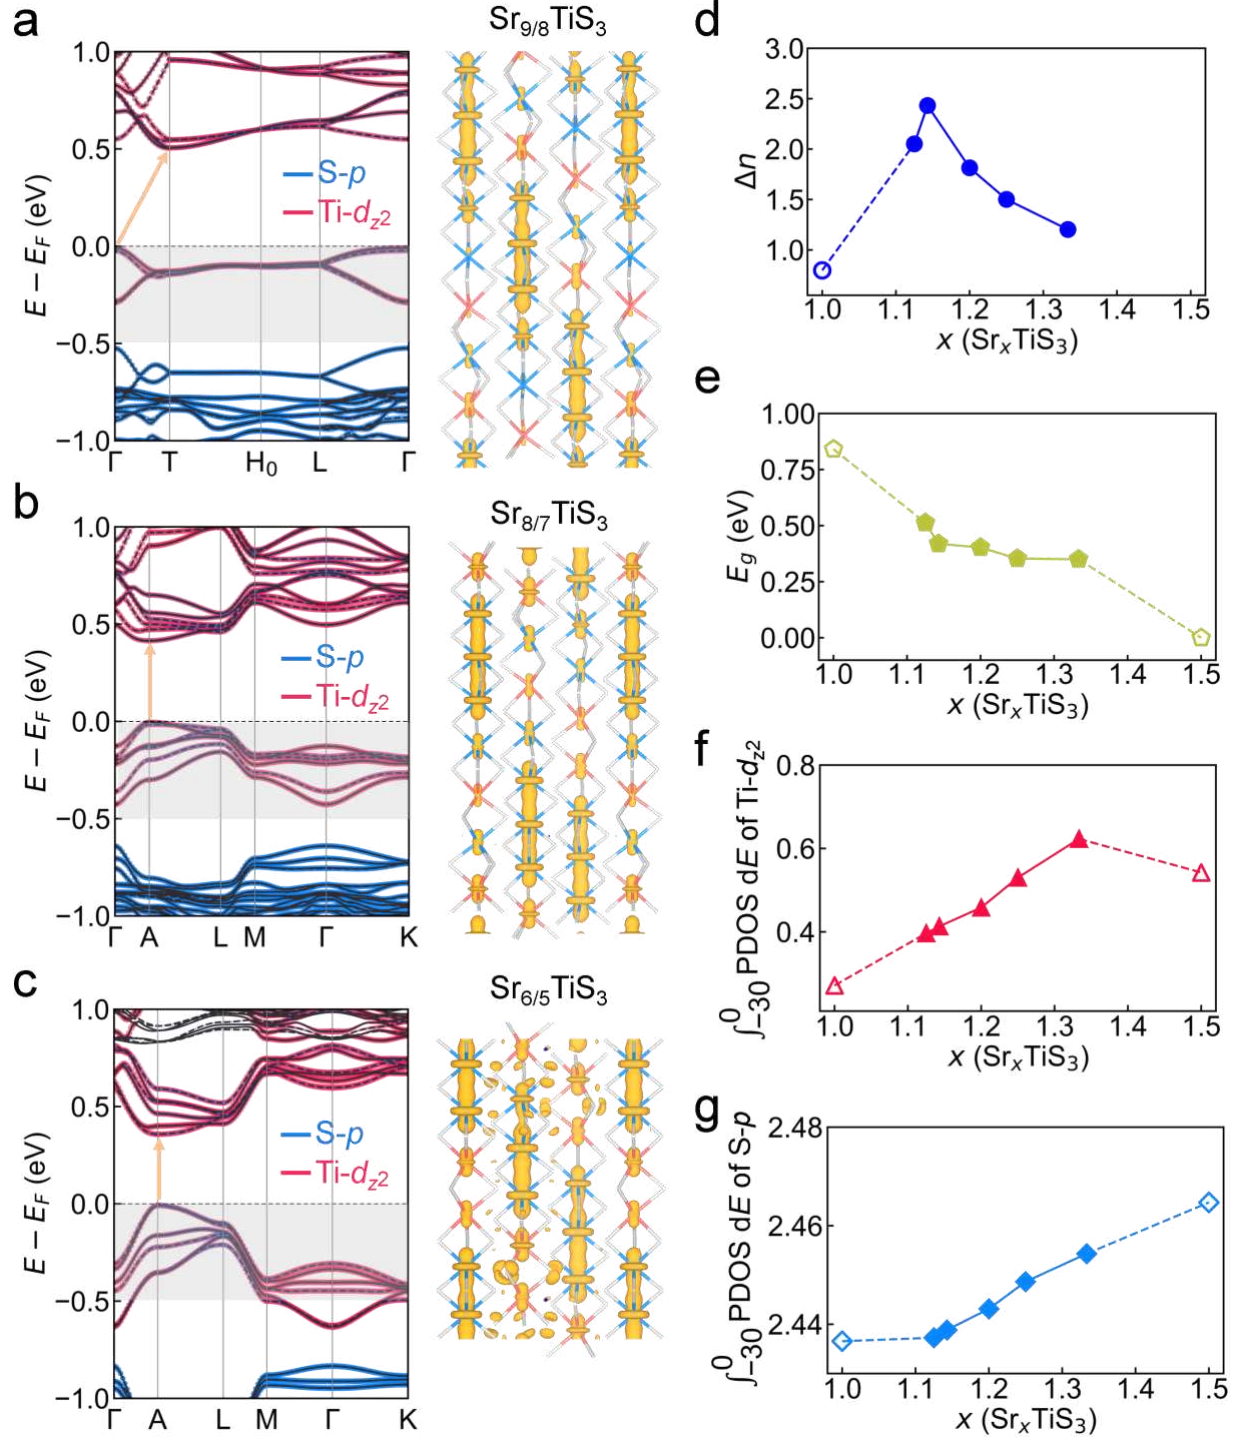 a
Sr9/8TiS3
1.0
0.5
0.0
−0.5
−1.0
E − EF (eV)
S-p
Ti-dz2
Γ T H0 L Γ
b
Sr8/7TiS3
1.0
0.5
0.0
−0.5
−1.0
E − EF (eV)
S-p
Ti-dz2
Γ A L M Γ K
c
Sr6/5TiS3
1.0
0.5
0.0
−0.5
−1.0
E − EF (eV)
S-p
Ti-dz2
Γ A L M Γ K
d
3.0
2.5
2.0
1.5
1.0
Δn
1.0 1.1 1.2 1.3 1.4 1.5
x (SrxTiS3)
e
1.00
0.75
0.50
0.25
0.00
Eg (eV)
1.0 1.1 1.2 1.3 1.4 1.5
x (SrxTiS3)
f
0.8
0.6
0.4
∫0−30 PDOS dE of Ti-dz2
1.0 1.1 1.2 1.3 1.4 1.5
x (SrxTiS3)
g
2.48
2.46
2.44
∫0−30 PDOS dE of S-p
1.0 1.1 1.2 1.3 1.4 1.5
x (SrxTiS3)